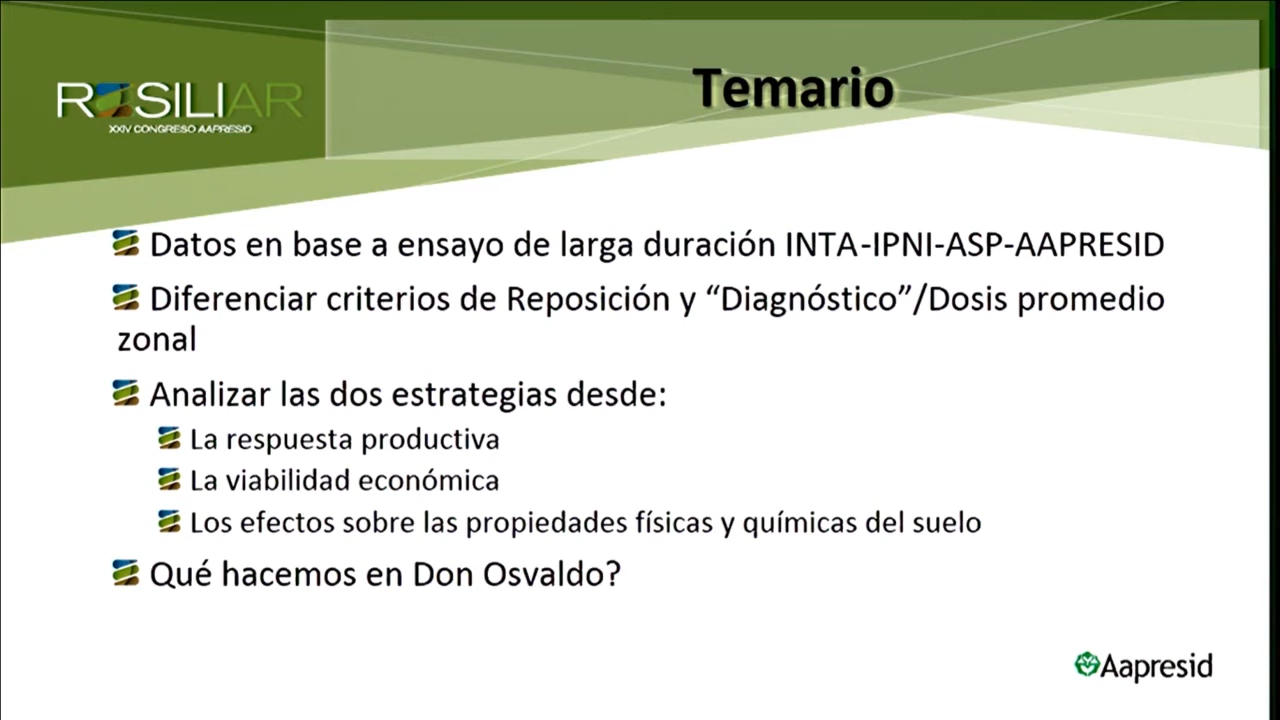 RESILIAR
XXIV CONGRESO AAPRESID
Temario
Datos en base a ensayo de larga duración INTA-IPNI-ASP-AAPRESID
Diferenciar criterios de Reposición y “Diagnóstico”/Dosis promedio
zonal
Analizar las dos estrategias desde:
La respuesta productiva
La viabilidad económica
Los efectos sobre las propiedades físicas y químicas del suelo
Qué hacemos en Don Osvaldo?
Aapresid